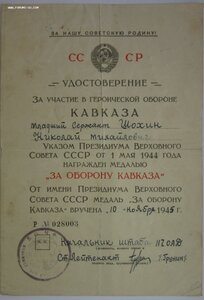 ЗА НАШУ СОВЕТСКУЮ РОДИНУ!
СС СР
УДОСТОВЕРЕНИЕ
ЗА УЧАСТИЕ В ГЕРОИЧЕСКОЙ ОБОРОНЕ
КАВКАЗА
Младший Сержант Шохин
Николай Михайлович
УКАЗОМ ПРЕЗИДИУМА ВЕРХОВНОГО
СОВЕТА СССР ОТ 1 МАЯ 1944 ГОДА
НАГРАЖДЕН МЕДАЛЬЮ
„ЗА ОБОРОНУ КАВКАЗА"
ОТ ИМЕНИ ПРЕЗИДИУМА ВЕРХОВНОГО
СОВЕТА СССР МЕДАЛЬ „ЗА ОБОРОНУ
КАВКАЗА" ВРУЧЕНА „10" ноября 1945 г.
Р № 028003
Начальник штаба
Ст. Лейтенант